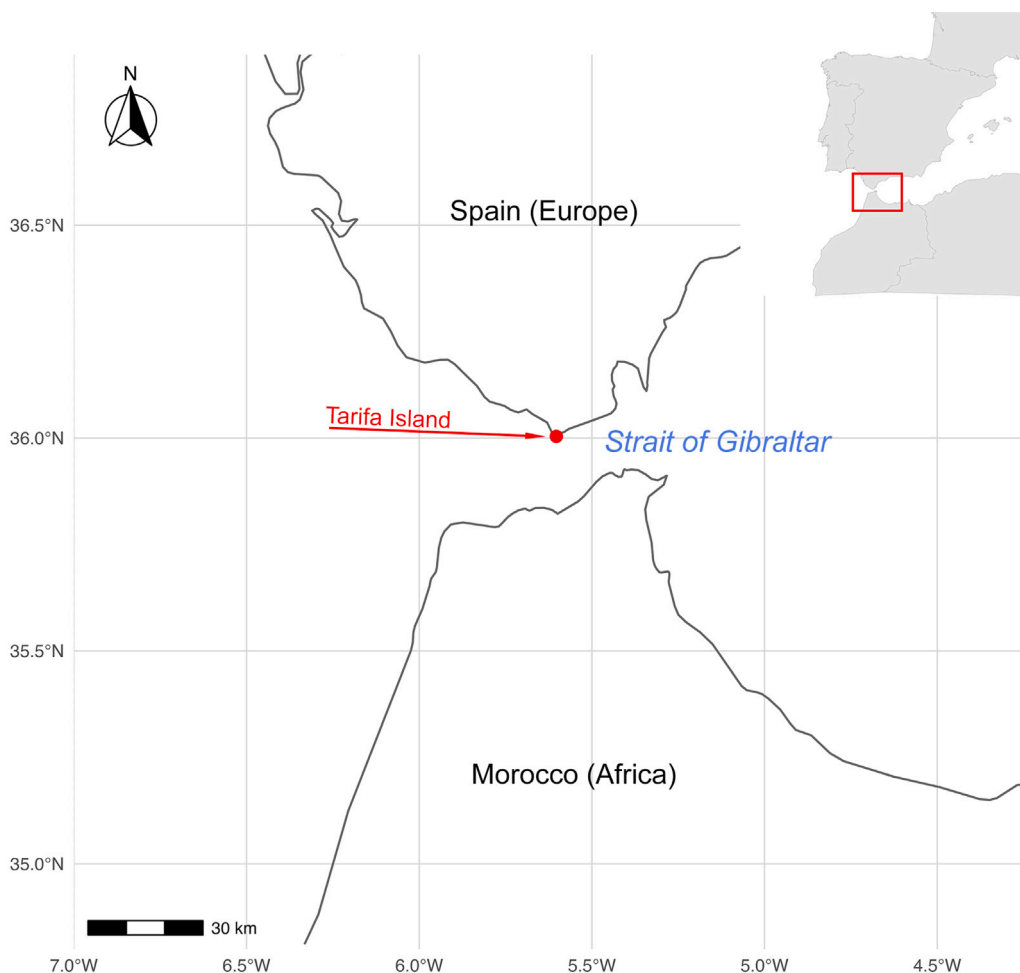 N
Spain (Europe)
36.5°N
Tarifa Island
36.0°N
Strait of Gibraltar
35.5°N
Morocco (Africa)
35.0°N
30 km
7.0°W
6.5°W
6.0°W
5.5°W
5.0°W
4.5°W